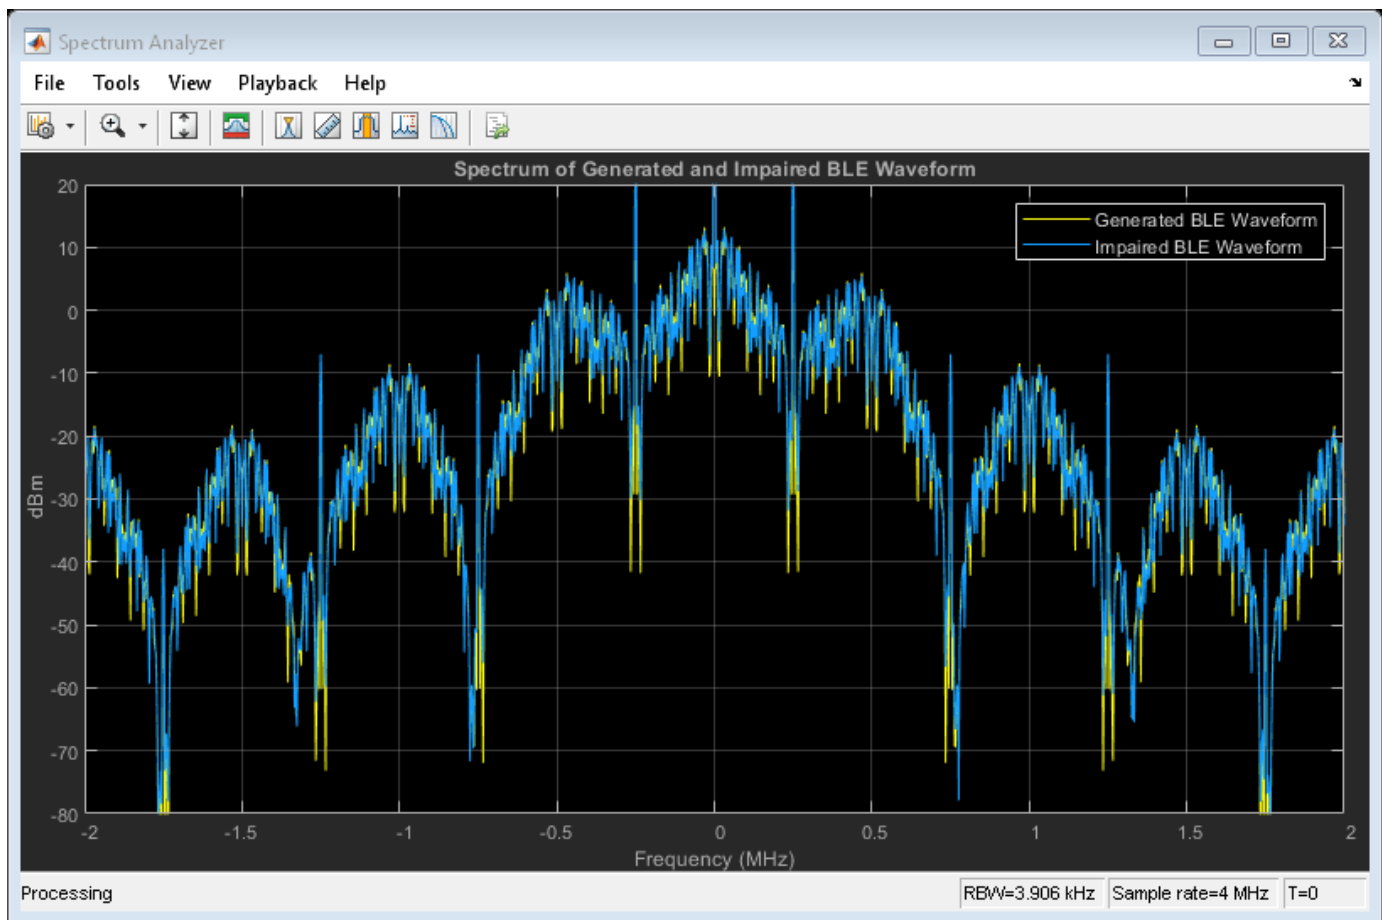 Spectrum Analyzer
File Tools View Playback Help
Spectrum of Generated and Impaired BLE Waveform
Generated BLE Waveform
Impaired BLE Waveform
20
10
0
-10
-20
-30
-40
-50
-60
-70
-80
dBm
-2 -1.5 -1 -0.5 0 0.5 1 1.5 2
Frequency (MHz)
Processing RBW=3.906 kHz Sample rate=4 MHz T=0